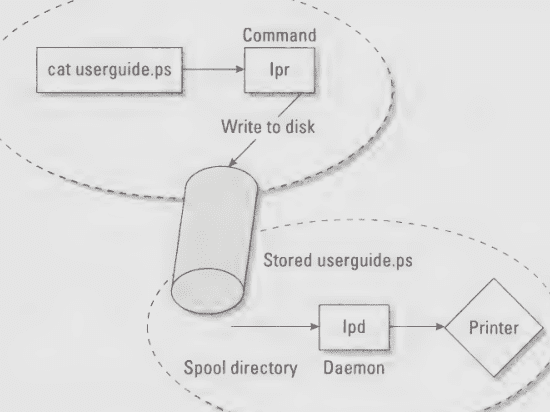 Command
cat userguide.ps
lpr
Write to disk
Stored userguide.ps
lpd
Printer
Spool directory
Daemon